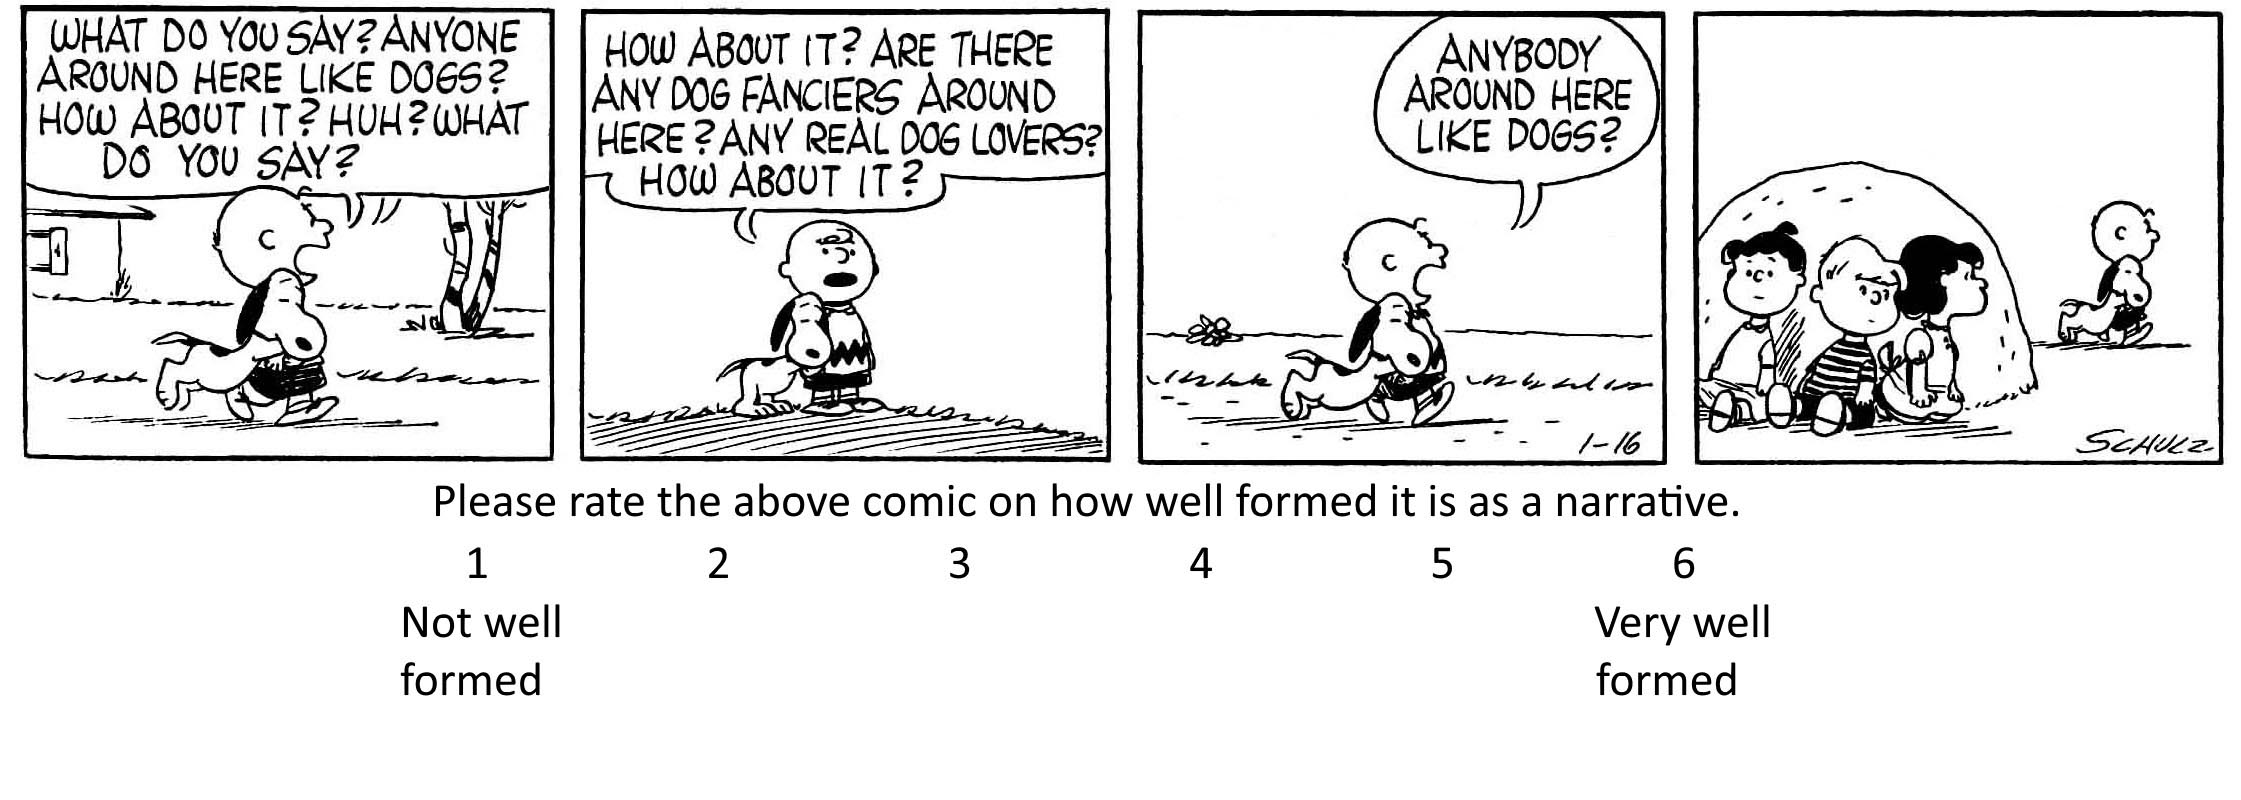 WHAT DO YOU SAY? ANYONE
AROUND HERE LIKE DOGS?
HOW ABOUT IT? HUH? WHAT
DO YOU SAY?
HOW ABOUT IT? ARE THERE
ANY DOG FANCIERS AROUND
HERE? ANY REAL DOG LOVERS?
HOW ABOUT IT?
ANYBODY
AROUND HERE
LIKE DOGS?
1-16
SCHULZ
Please rate the above comic on how well formed it is as a narrative.
1 2 3 4 5 6
Not well
formed
Very well
formed